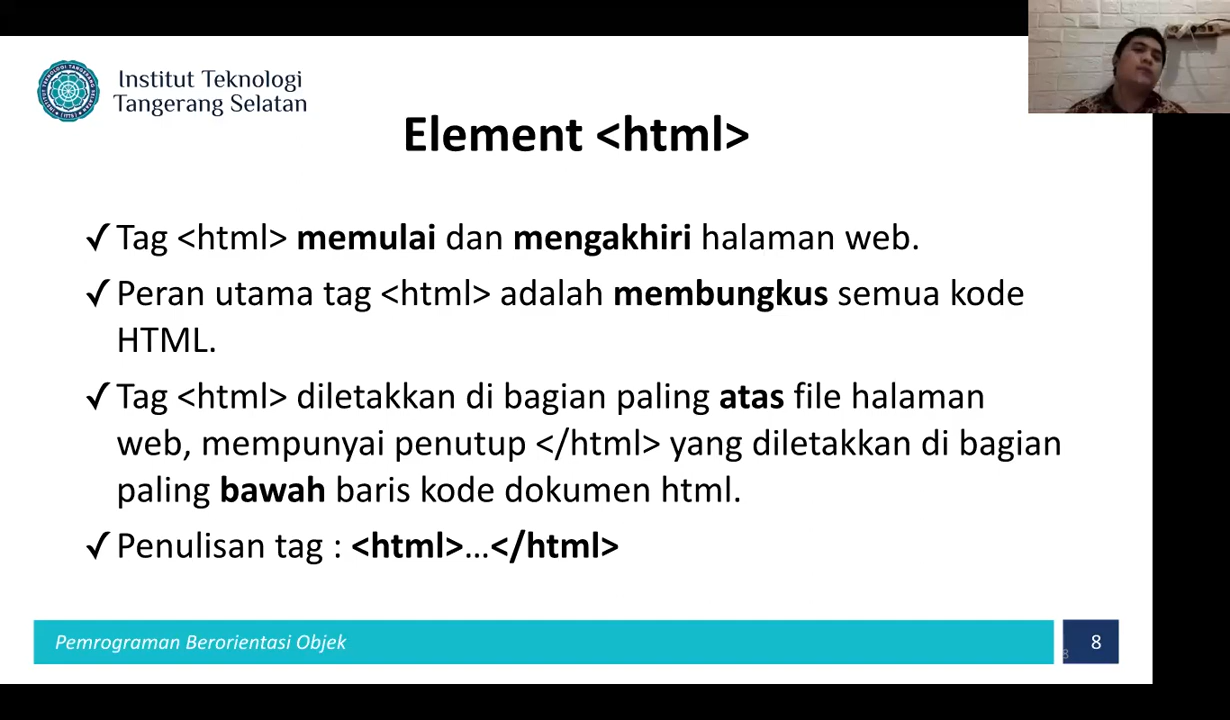 Institut Teknologi
Tangerang Selatan
Element <html>
✓ Tag <html> memulai dan mengakhiri halaman web.
✓ Peran utama tag <html> adalah membungkus semua kode
HTML.
✓ Tag <html> diletakkan di bagian paling atas file halaman
web, mempunyai penutup </html> yang diletakkan di bagian
paling bawah baris kode dokumen html.
✓ Penulisan tag : <html>…</html>
Pemrograman Berorientasi Objek
8
8